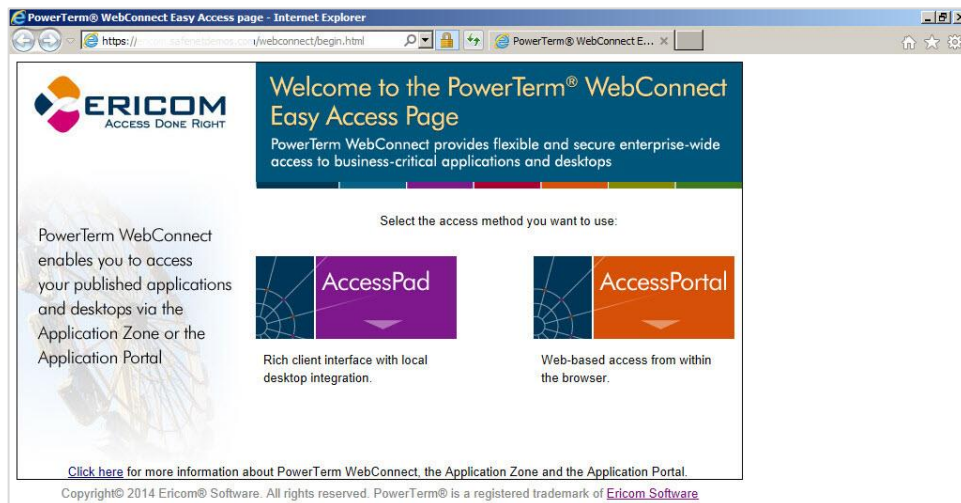 PowerTerm® WebConnect Easy Access page - Internet Explorer
https:// /webconnect/begin.html
PowerTerm® WebConnect E...
ERICOM
ACCESS DONE RIGHT
Welcome to the PowerTerm® WebConnect
Easy Access Page
PowerTerm WebConnect provides flexible and secure enterprise-wide
access to business-critical applications and desktops
PowerTerm WebConnect
enables you to access
your published applications
and desktops via the
Application Zone or the
Application Portal
Select the access method you want to use:
AccessPad
Rich client interface with local
desktop integration.
AccessPortal
Web-based access from within
the browser.
Click here for more information about PowerTerm WebConnect, the Application Zone and the Application Portal.
Copyright© 2014 Ericom® Software. All rights reserved. PowerTerm® is a registered trademark of Ericom Software